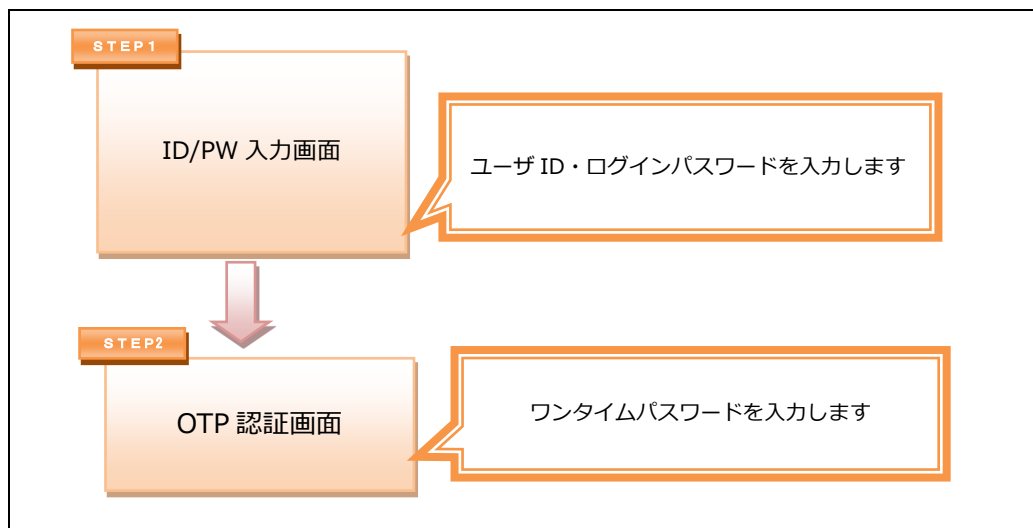 STEP1
ID/PW 入力画面
ユーザ ID・ログインパスワードを入力します
STEP2
OTP 認証画面
ワンタイムパスワードを入力します